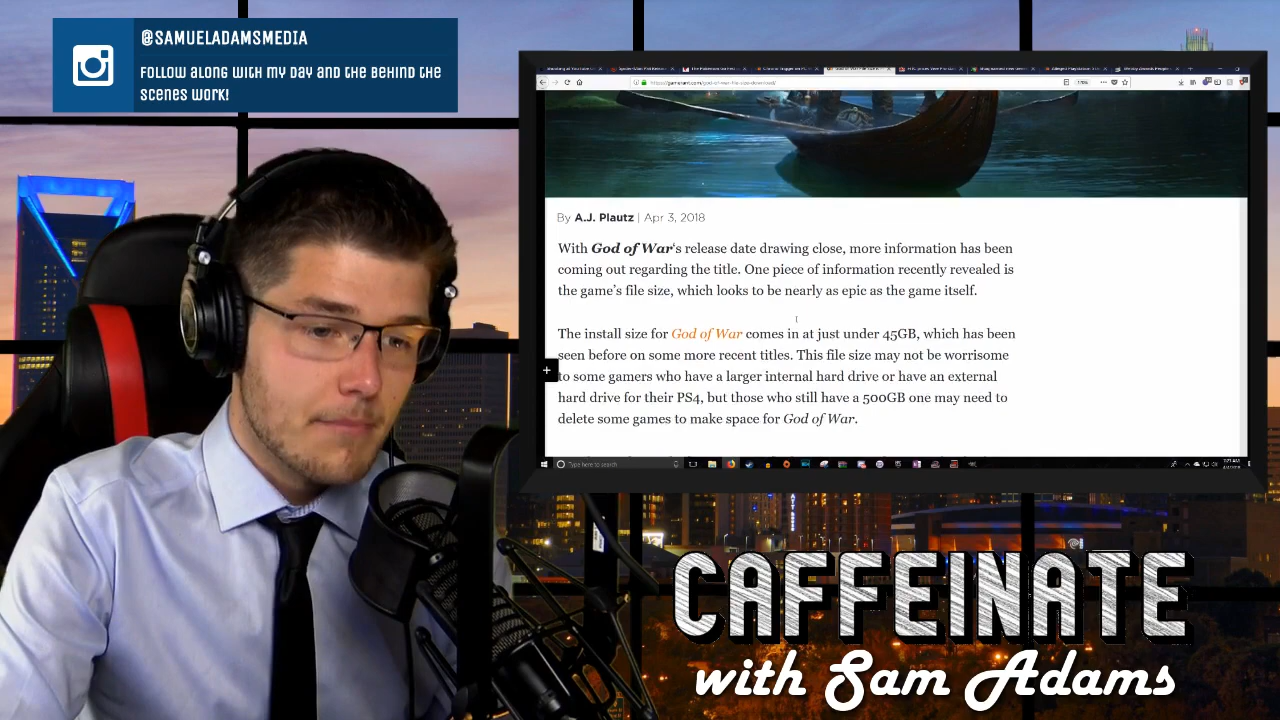 @SAMUELADAMSMEDIA
FOLLOW ALONG WITH MY DAY AND THE BEHIND THE
SCENES WORK!
By A.J. Plautz | Apr 3, 2018
With God of War's release date drawing close, more information has been
coming out regarding the title. One piece of information recently revealed is
the game's file size, which looks to be nearly as epic as the game itself.
The install size for God of War comes in at just under 45GB, which has been
seen before on some more recent titles. This file size may not be worrisome
to some gamers who have a larger internal hard drive or have an external
hard drive for their PS4, but those who still have a 500GB one may need to
delete some games to make space for God of War.
Type here to search
CAFFEINATE
with Sam Adams